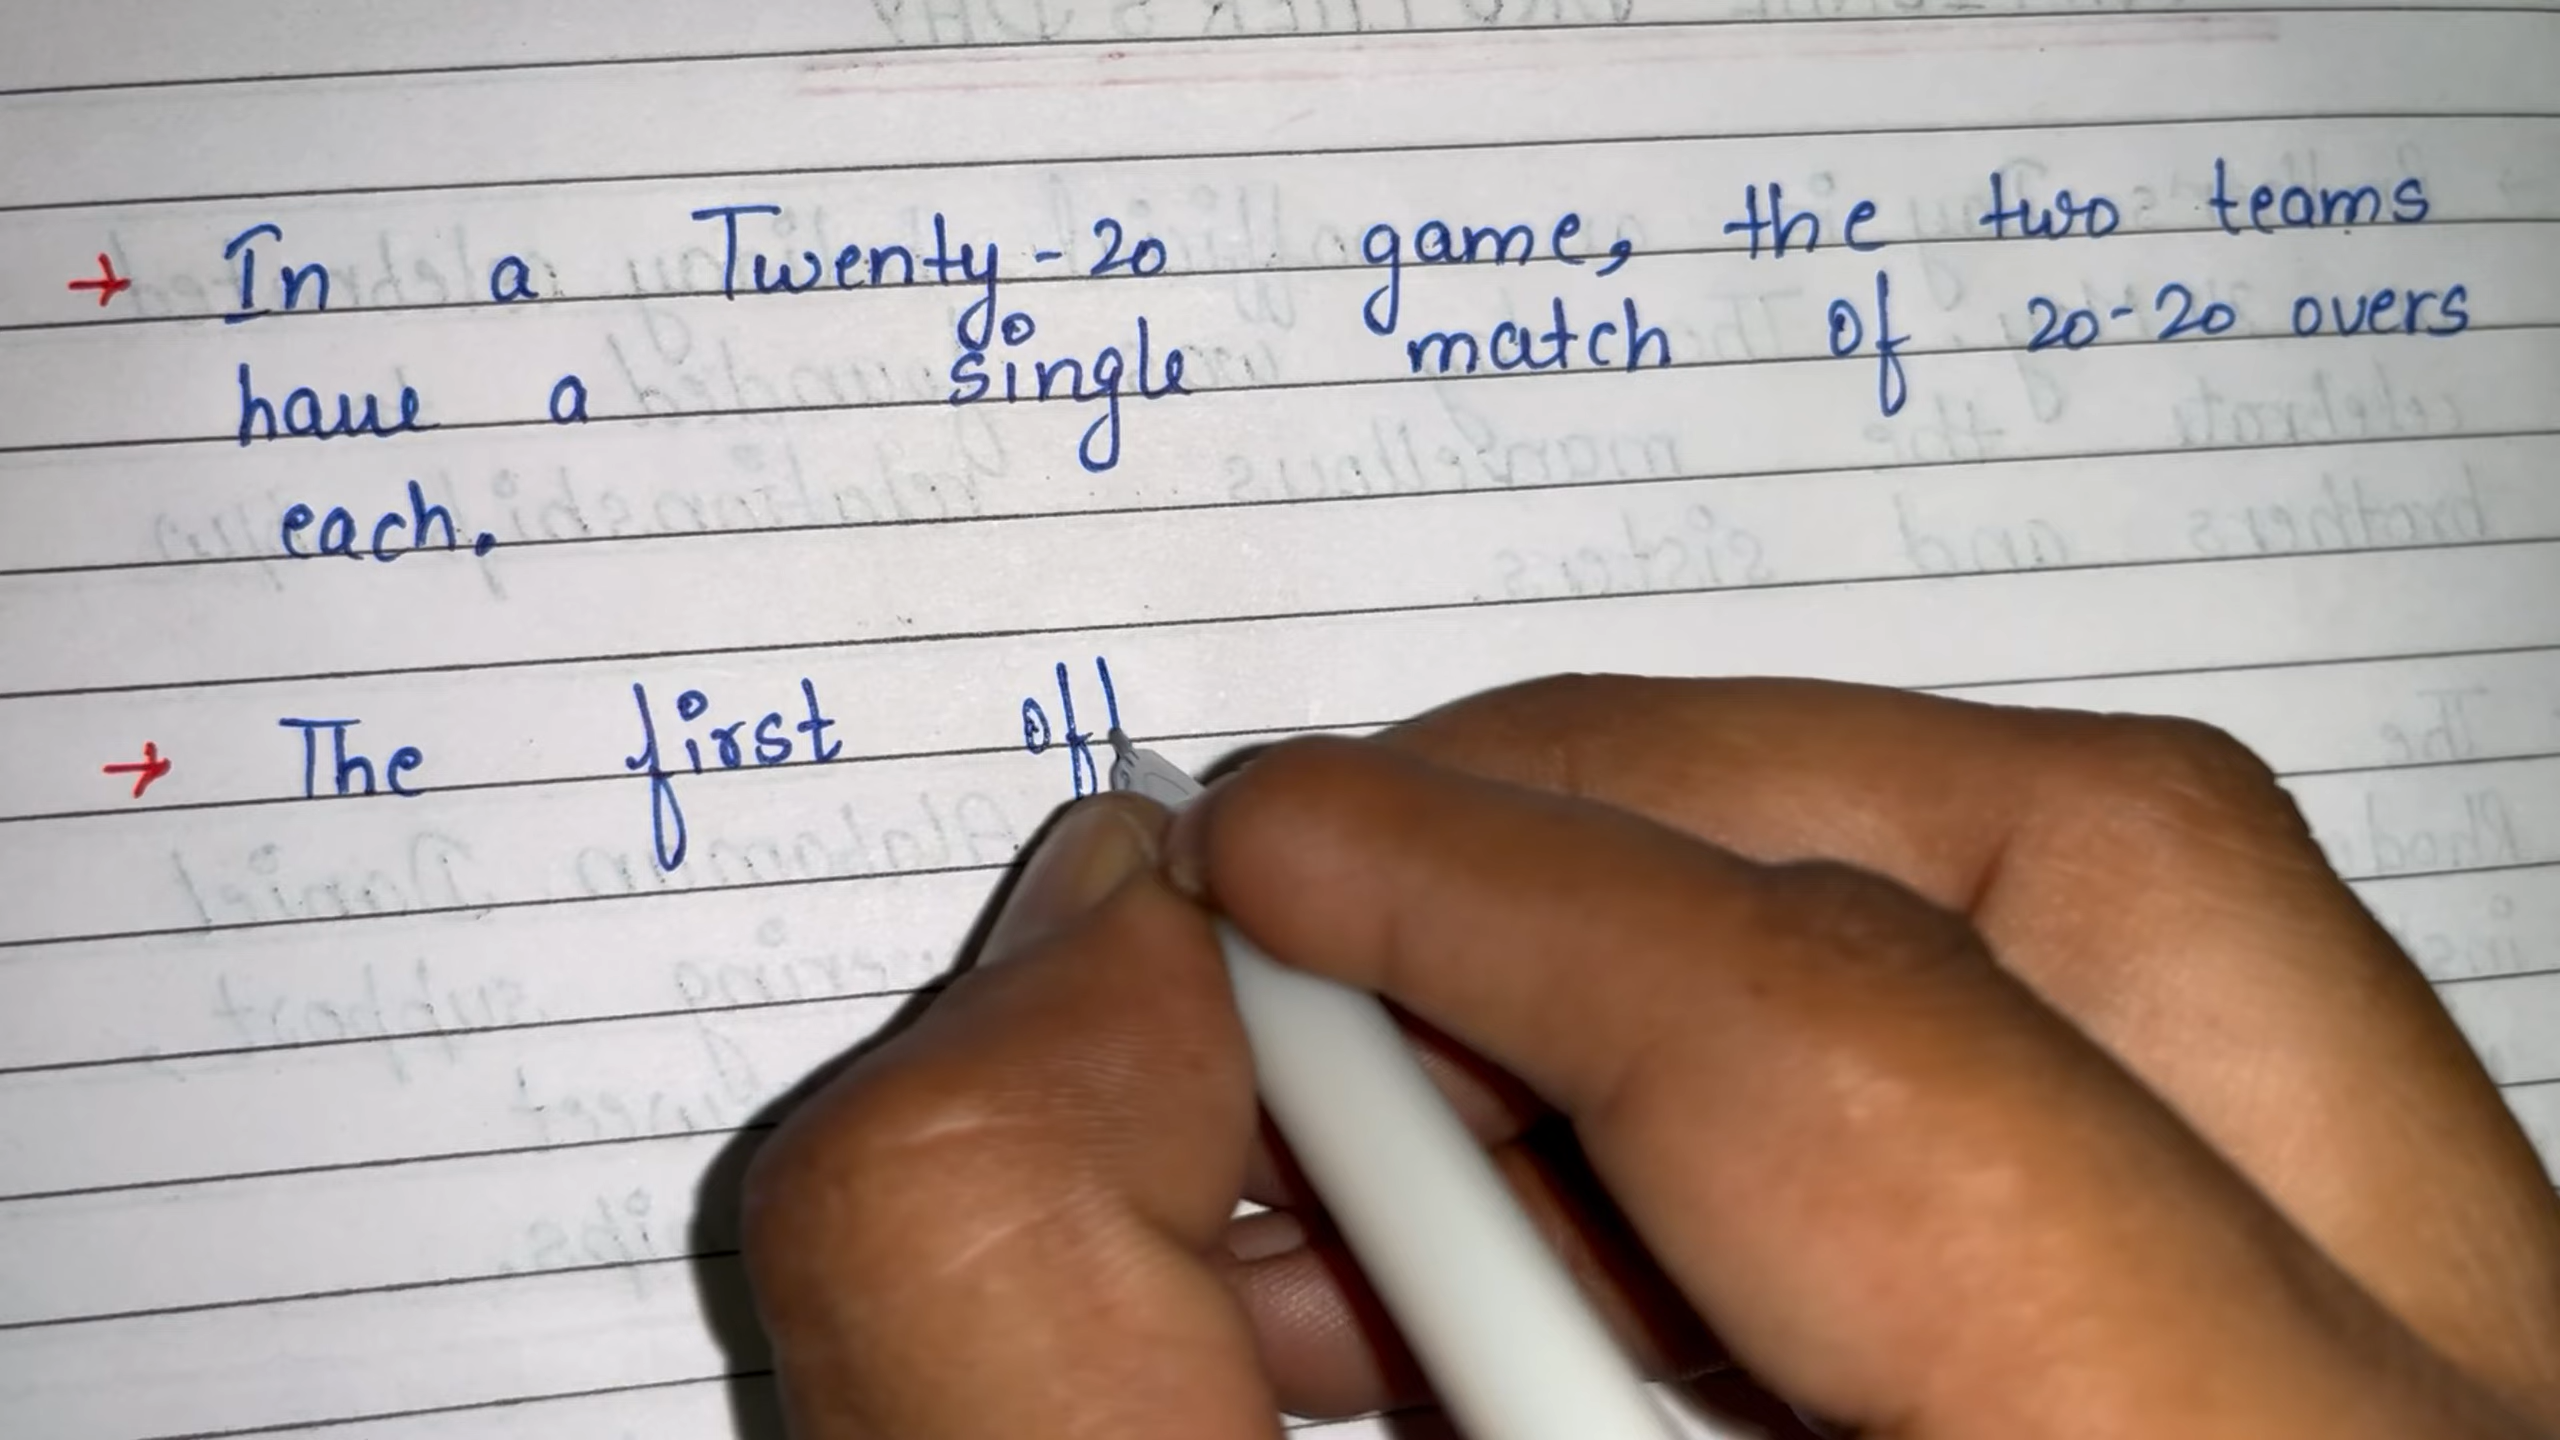 → In a Twenty-20 game, the two teams
have a single match of 20-20 overs
each.
→ The first off